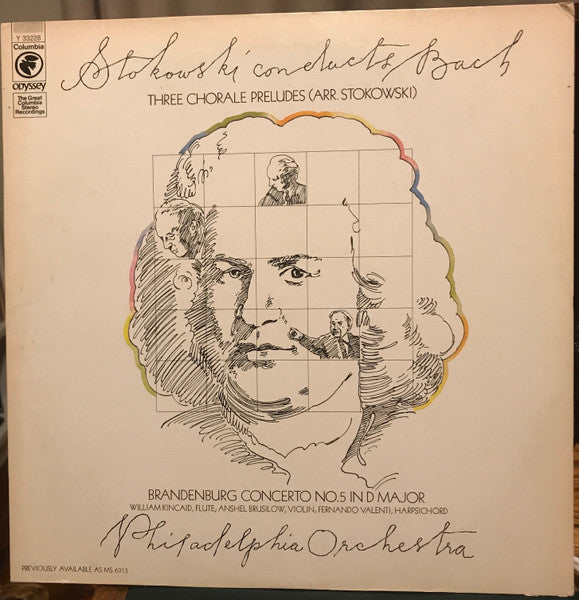 Y 33228
Columbia
ODYSSEY
The Great
Columbia
Stereo
Recordings
Stokowski conducts Bach
THREE CHORALE PRELUDES (ARR. STOKOWSKI)
BRANDENBURG CONCERTO NO. 5 IN D MAJOR
WILLIAM KINCAID, FLUTE; ANSHEL BRUSILOW, VIOLIN; FERNANDO VALENTI, HARPSICHORD
Philadelphia Orchestra
PREVIOUSLY AVAILABLE AS MS 6313